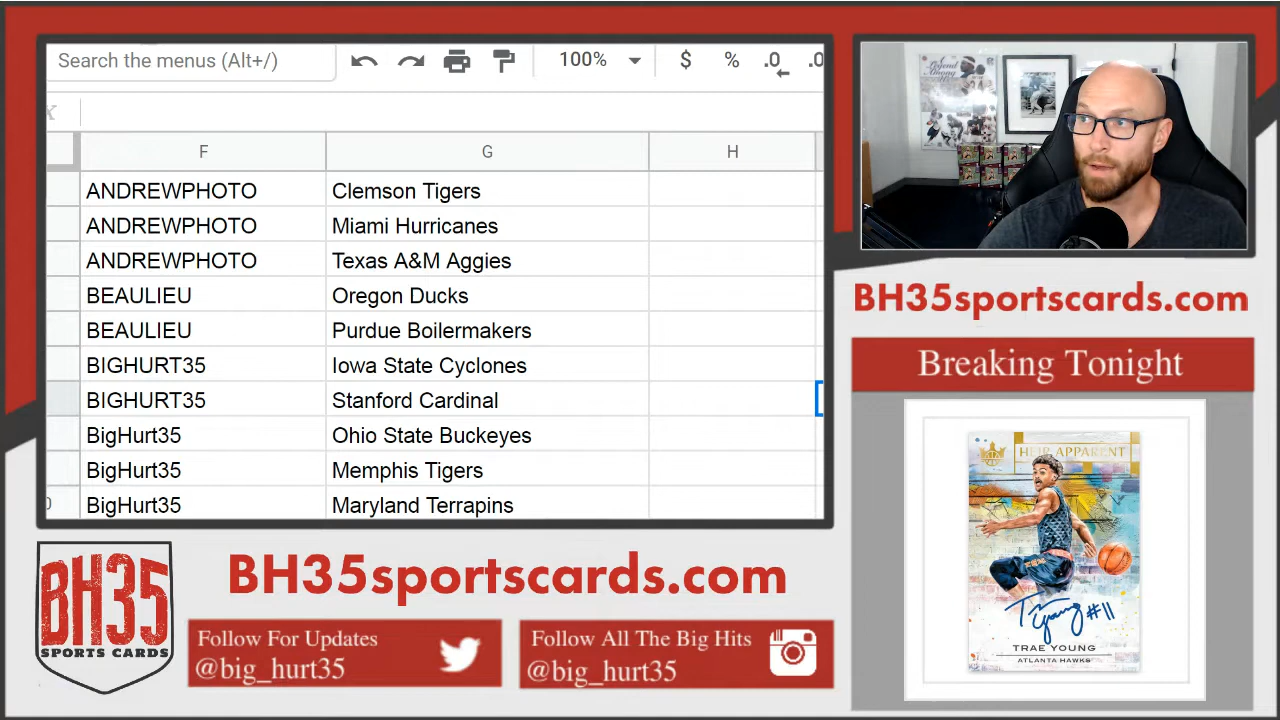 Search the menus (Alt+/)
100%
$ % .0 .0
F G H
ANDREWPHOTO Clemson Tigers
ANDREWPHOTO Miami Hurricanes
ANDREWPHOTO Texas A&M Aggies
BEAULIEU Oregon Ducks
BEAULIEU Purdue Boilermakers
BIGHURT35 Iowa State Cyclones
BIGHURT35 Stanford Cardinal
BigHurt35 Ohio State Buckeyes
BigHurt35 Memphis Tigers
BigHurt35 Maryland Terrapins
BH35sportscards.com
Breaking Tonight
HEIR APPARENT
#11
TRAE YOUNG
ATLANTA HAWKS
BH35
SPORTS CARDS
BH35sportscards.com
Follow For Updates
@big_hurt35
Follow All The Big Hits
@big_hurt35